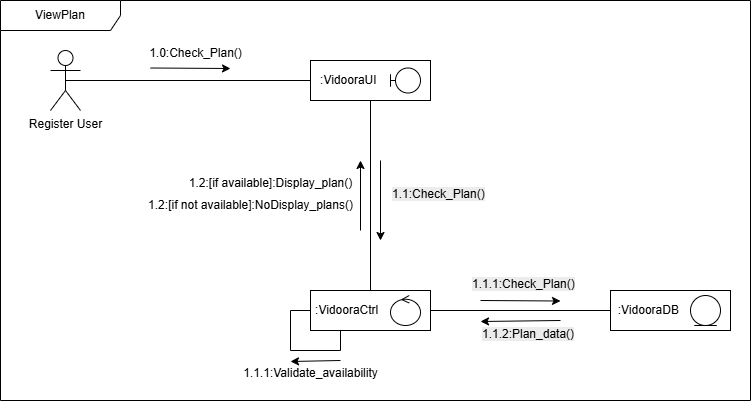 ViewPlan
1.0:Check_Plan()
:VidooraUI
Register User
1.2:[if available]:Display_plan()
1.2:[if not available]:NoDisplay_plans()
1.1:Check_Plan()
:VidooraCtrl
1.1.1:Check_Plan()
:VidooraDB
1.1.2:Plan_data()
1.1.1:Validate_availability